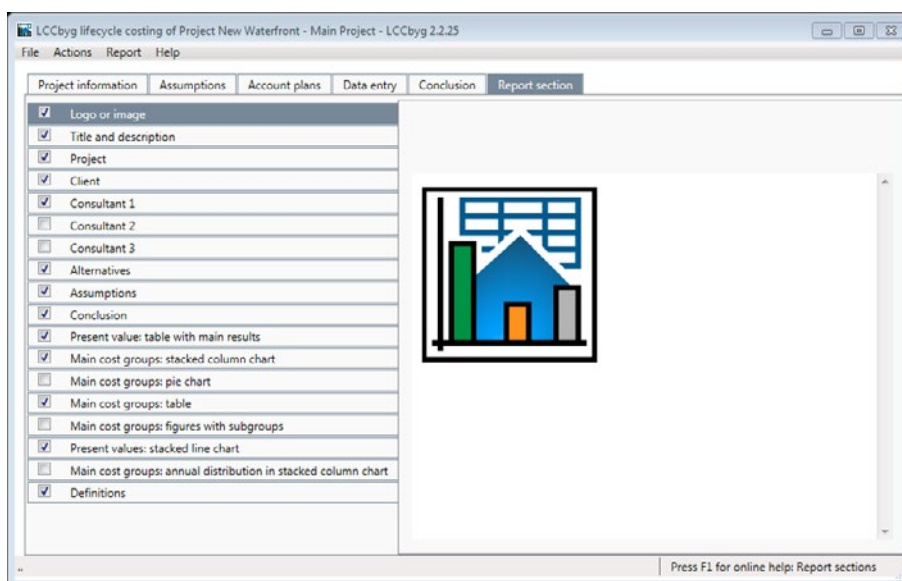 LCCbyg lifecycle costing of Project New Waterfront - Main Project - LCCbyg 2.2.25
File Actions Report Help
Project information Assumptions Account plans Data entry Conclusion Report section
Logo or image
Title and description
Project
Client
Consultant 1
Consultant 2
Consultant 3
Alternatives
Assumptions
Conclusion
Present value: table with main results
Main cost groups: stacked column chart
Main cost groups: pie chart
Main cost groups: table
Main cost groups: figures with subgroups
Present values: stacked line chart
Main cost groups: annual distribution in stacked column chart
Definitions
.. Press F1 for online help: Report sections